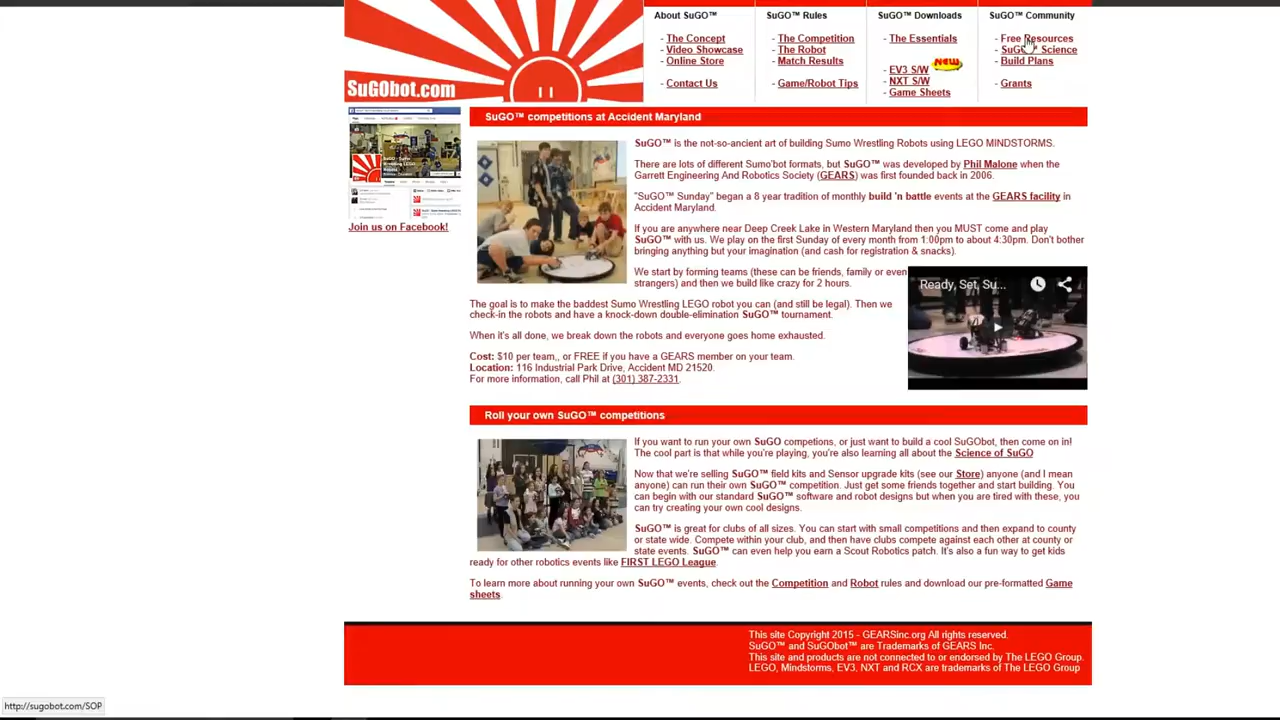 About SuGO™
- The Concept
- Video Showcase
- Online Store
- Contact Us
SuGO™ Rules
- The Competition
- The Robot
- Match Results
- Game/Robot Tips
SuGO™ Downloads
- The Essentials
- EV3 S/W
NEW
- NXT S/W
- Game Sheets
SuGO™ Community
- Free Resources
- SuGO™ Science
- Build Plans
- Grants
SuGObot.com
Join us on Facebook!
SuGO™ competitions at Accident Maryland
SuGO™ is the not-so-ancient art of building Sumo Wrestling Robots using LEGO MINDSTORMS.
There are lots of different Sumo'bot formats, but SuGO™ was developed by Phil Malone when the
Garrett Engineering And Robotics Society (GEARS) was first founded back in 2006.
"SuGO™ Sunday" began a 8 year tradition of monthly build 'n battle events at the GEARS facility in
Accident Maryland.
If you are anywhere near Deep Creek Lake in Western Maryland then you MUST come and play
SuGO™ with us. We play on the first Sunday of every month from 1:00pm to about 4:30pm. Don't bother
bringing anything but your imagination (and cash for registration & snacks).
We start by forming teams (these can be friends, family or even
strangers) and then we build like crazy for 2 hours.
The goal is to make the baddest Sumo Wrestling LEGO robot you can (and still be legal). Then we
check-in the robots and have a knock-down double-elimination SuGO™ tournament.
When it's all done, we break down the robots and everyone goes home exhausted.
Cost: $10 per team,, or FREE if you have a GEARS member on your team.
Location: 116 Industrial Park Drive, Accident MD 21520.
For more information, call Phil at (301) 387-2331.
Ready, Set, Su...
Roll your own SuGO™ competitions
If you want to run your own SuGO competions, or just want to build a cool SuGObot, then come on in!
The cool part is that while you're playing, you're also learning all about the Science of SuGO
Now that we're selling SuGO™ field kits and Sensor upgrade kits (see our Store) anyone (and I mean
anyone) can run their own SuGO™ competition. Just get some friends together and start building. You
can begin with our standard SuGO™ software and robot designs but when you are tired with these, you
can try creating your own cool designs.
SuGO™ is great for clubs of all sizes. You can start with small competitions and then expand to county
or state wide. Compete within your club, and then have clubs compete against each other at county or
state events. SuGO™ can even help you earn a Scout Robotics patch. It's also a fun way to get kids
ready for other robotics events like FIRST LEGO League.
To learn more about running your own SuGO™ events, check out the Competition and Robot rules and download our pre-formatted Game
sheets.
This site Copyright 2015 - GEARSinc.org All rights reserved.
SuGO™ and SuGObot™ are Trademarks of GEARS Inc.
This site and products are not connected to or endorsed by The LEGO Group.
LEGO, Mindstorms, EV3, NXT and RCX are trademarks of The LEGO Group
http://sugobot.com/SOP